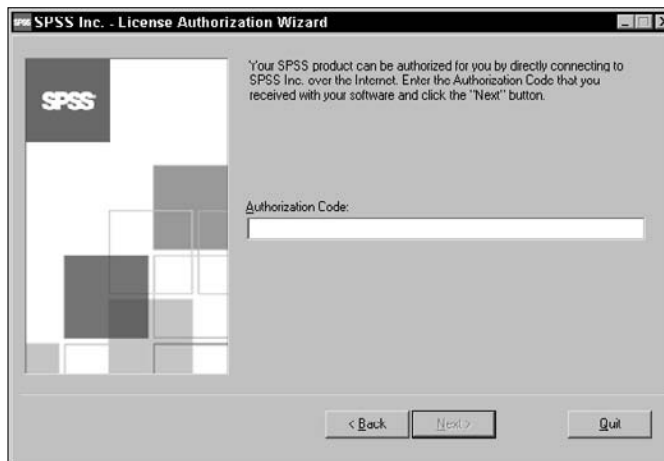 SPSS SPSS Inc. - License Authorization Wizard
SPSS
Your SPSS product can be authorized for you by directly connecting to
SPSS Inc. over the Internet. Enter the Authorization Code that you
received with your software and click the "Next" button.
Authorization Code:
< Back Next > Quit